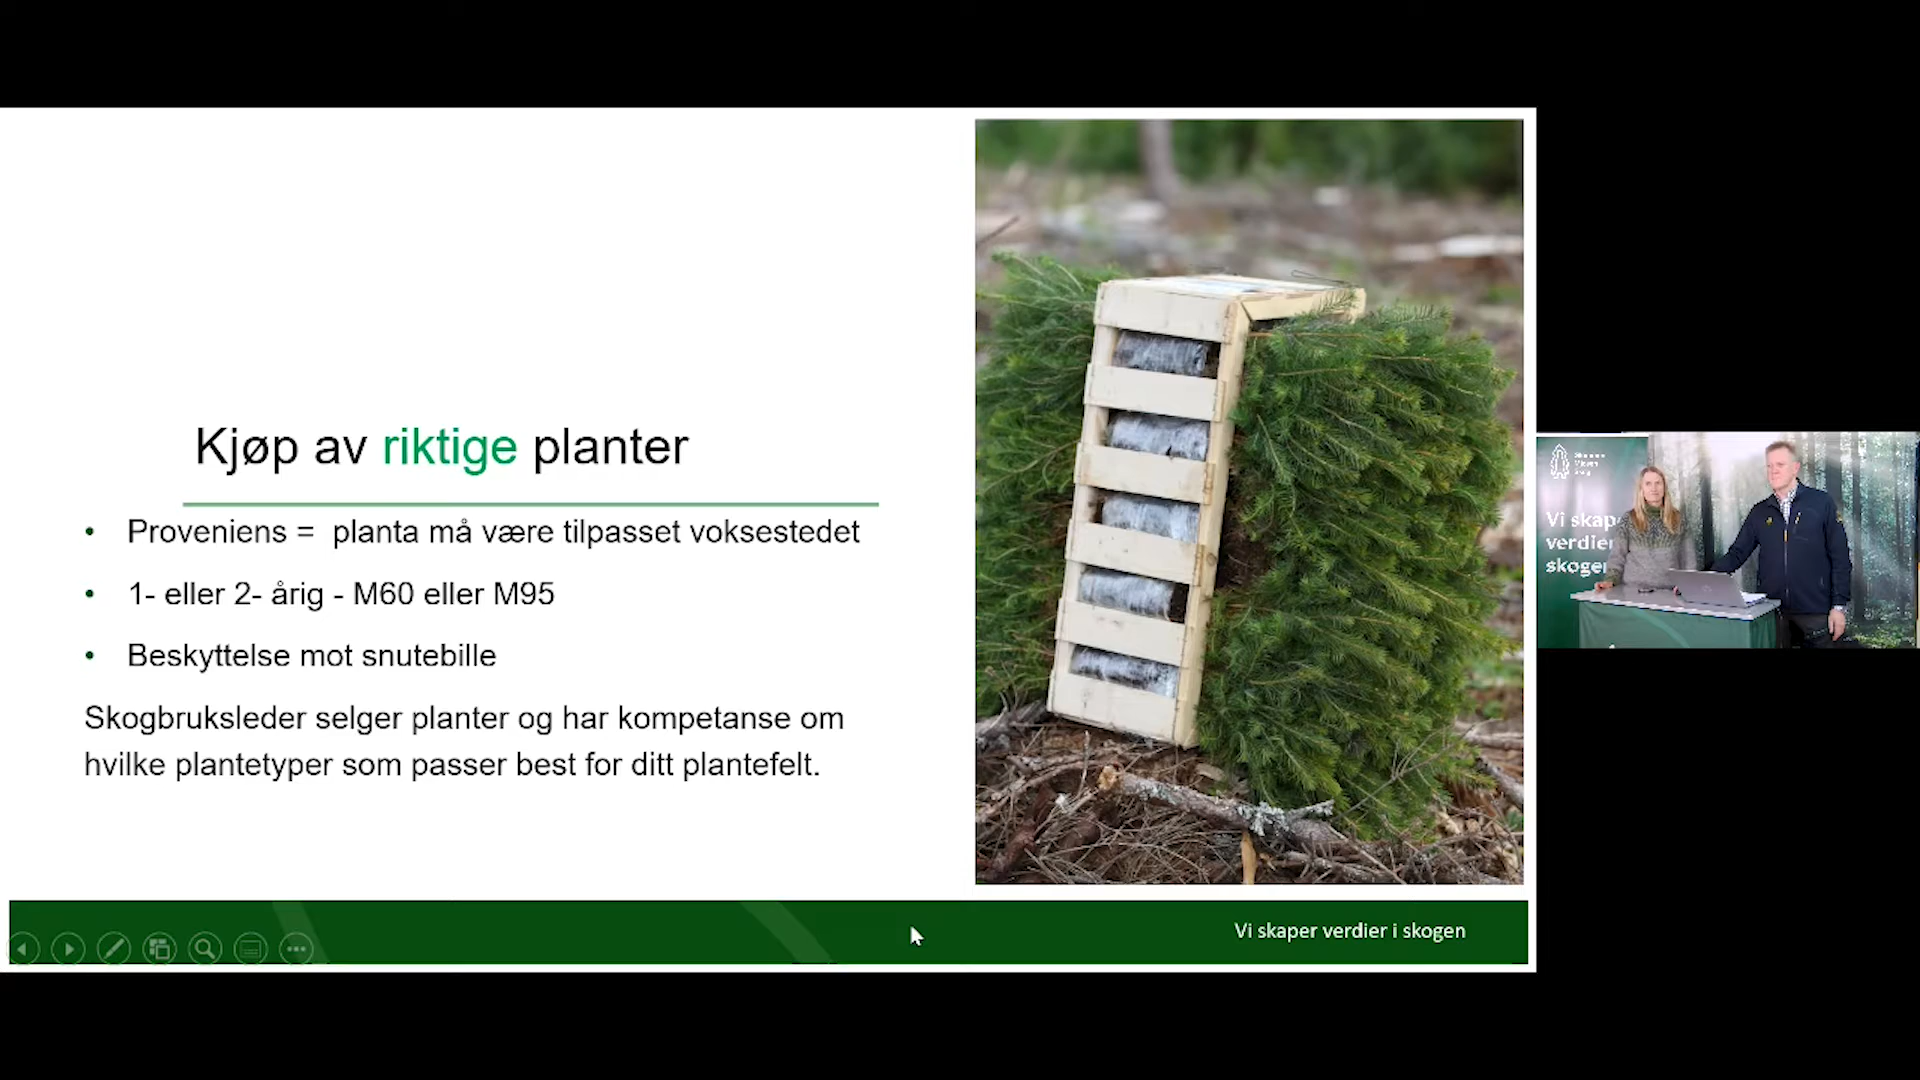 Kjøp av riktige planter
• Proveniens =  planta må være tilpasset voksestedet
• 1- eller 2- årig - M60 eller M95
• Beskyttelse mot snutebille
Skogbruksleder selger planter og har kompetanse om
hvilke plantetyper som passer best for ditt plantefelt.
Vi skaper verdier i skogen
Vi skap
verdier
skogen